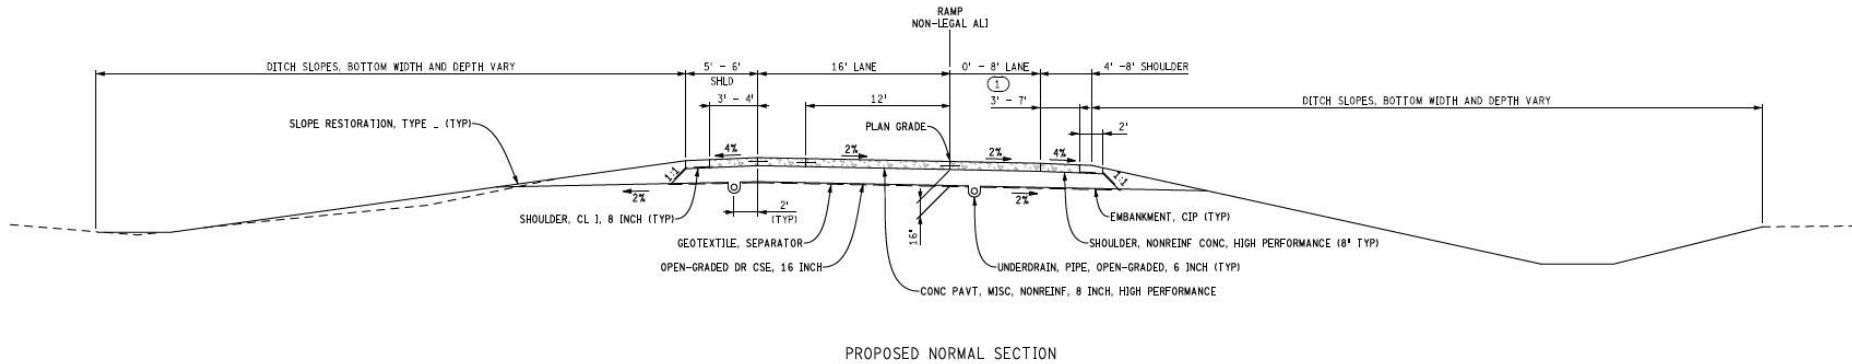 RAMP
NON-LEGAL ALI
DITCH SLOPES, BOTTOM WIDTH AND DEPTH VARY
5' - 6'
SHLD
16' LANE
0' - 8' LANE
1
4' -8' SHOULDER
DITCH SLOPES, BOTTOM WIDTH AND DEPTH VARY
3' - 4'
12'
3' - 7'
2'
SLOPE RESTORATION, TYPE _ (TYP)
PLAN GRADE
4%
2%
2%
4%
1:1
1:1
2%
2%
SHOULDER, CL I, 8 INCH (TYP)
2'
(TYP)
16"
EMBANKMENT, CIP (TYP)
GEOTEXTILE, SEPARATOR
SHOULDER, NONREINF CONC, HIGH PERFORMANCE (8" TYP)
OPEN-GRADED DR CSE, 16 INCH
UNDERDRAIN, PIPE, OPEN-GRADED, 6 INCH (TYP)
CONC PAVT, MISC, NONREINF, 8 INCH, HIGH PERFORMANCE
PROPOSED NORMAL SECTION